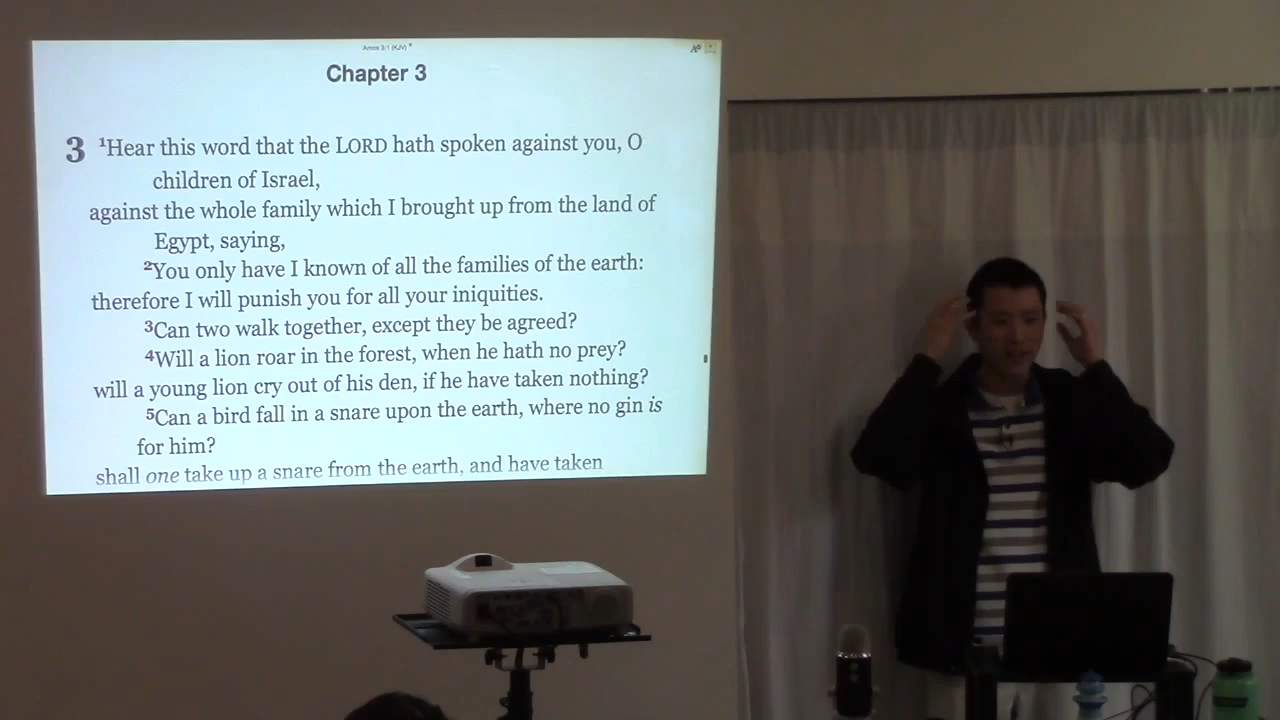 Amos 3:1 (KJV)
Chapter 3
3 ¹Hear this word that the LORD hath spoken against you, O
children of Israel,
against the whole family which I brought up from the land of
Egypt, saying,
²You only have I known of all the families of the earth:
therefore I will punish you for all your iniquities.
³Can two walk together, except they be agreed?
⁴Will a lion roar in the forest, when he hath no prey?
will a young lion cry out of his den, if he have taken nothing?
⁵Can a bird fall in a snare upon the earth, where no gin is
for him?
shall one take up a snare from the earth, and have taken